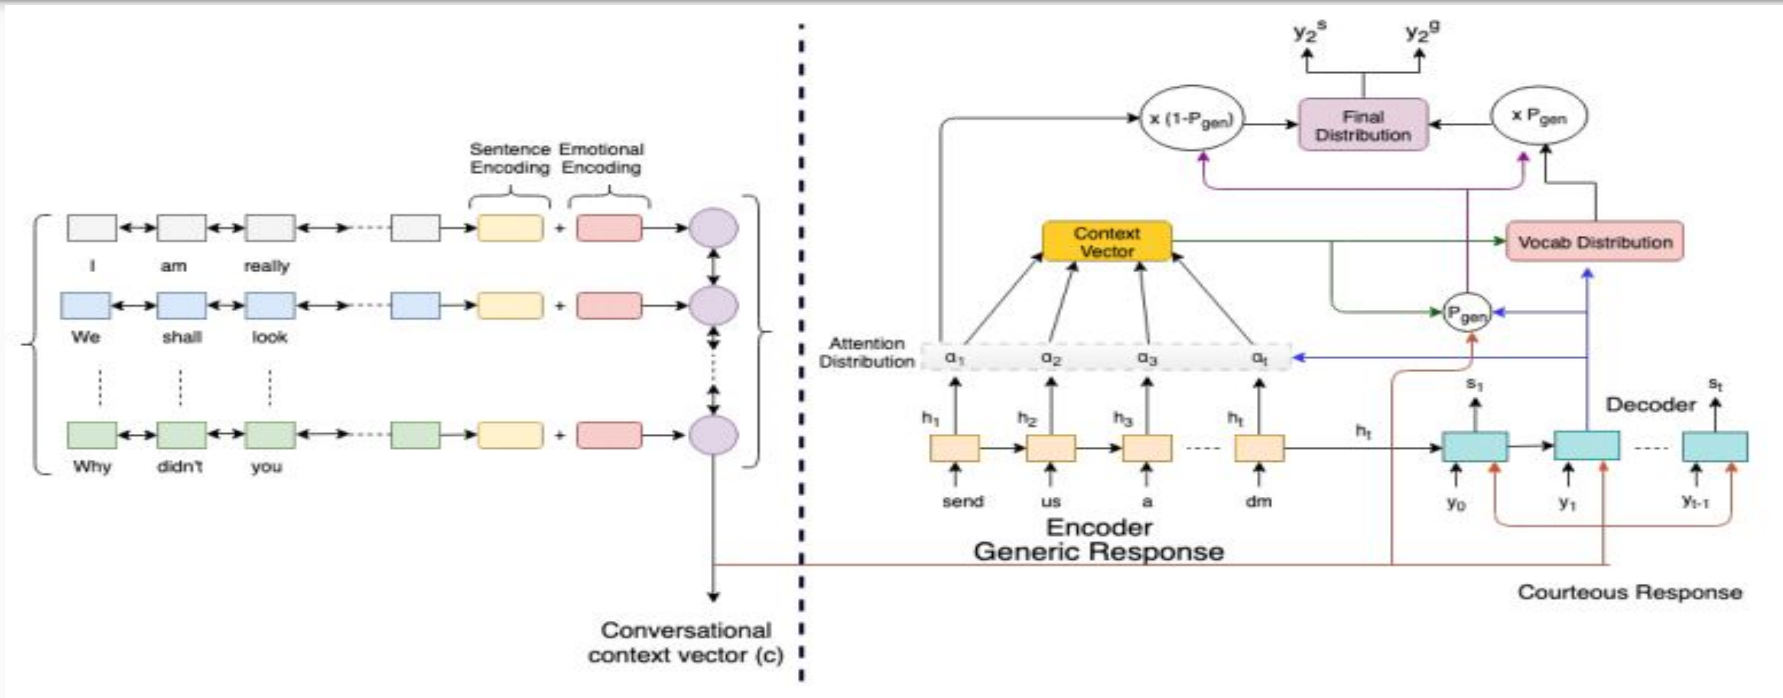 Sentence Encoding
Emotional Encoding
I am really
We shall look
Why didn't you
+
+
+
Conversational
context vector (c)
y₂ˢ y₂ᵍ
x (1-Pgen)
Final
Distribution
x Pgen
Context
Vector
Vocab Distribution
Pgen
Attention
Distribution
α₁ α₂ α₃ αt
h₁ h₂ h₃ ht
ht
s₁ st
Decoder
send us a dm
y₀ y₁ yt-1
Encoder
Generic Response
Courteous Response